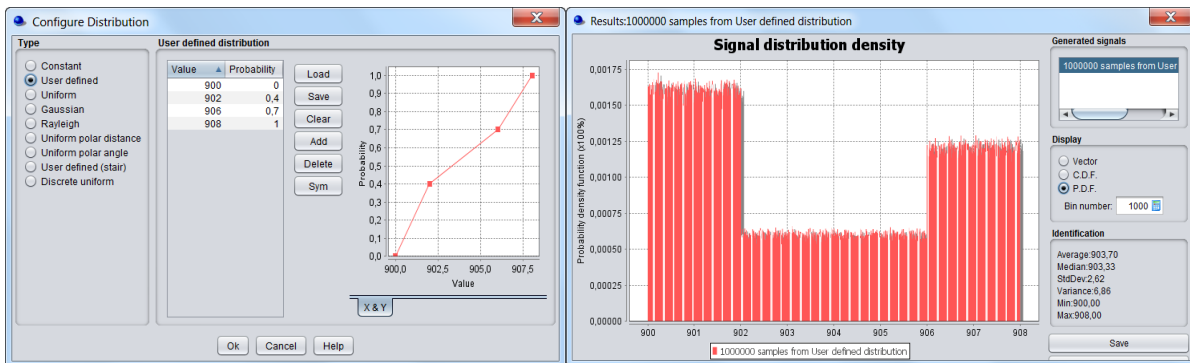 Configure Distribution
Type
Constant
User defined
Uniform
Gaussian
Rayleigh
Uniform polar distance
Uniform polar angle
User defined (stair)
Discrete uniform
User defined distribution
Value Probability
900 0
902 0,4
906 0,7
908 1
Load
Save
Clear
Add
Delete
Sym
Probability
1,0
0,9
0,8
0,7
0,6
0,5
0,4
0,3
0,2
0,1
0,0
900,0 902,5 905,0 907,5
Value
X & Y
Ok Cancel Help
Results:1000000 samples from User defined distribution
Signal distribution density
Probability density function (x100%)
0,00175
0,00150
0,00125
0,00100
0,00075
0,00050
0,00025
0,00000
900 901 902 903 904 905 906 907 908
1000000 samples from User defined distribution
Generated signals
1000000 samples from User
Display
Vector
C.D.F.
P.D.F.
Bin number: 1000
Identification
Average:903,70
Median:903,33
StdDev:2,62
Variance:6,86
Min:900,00
Max:908,00
Save